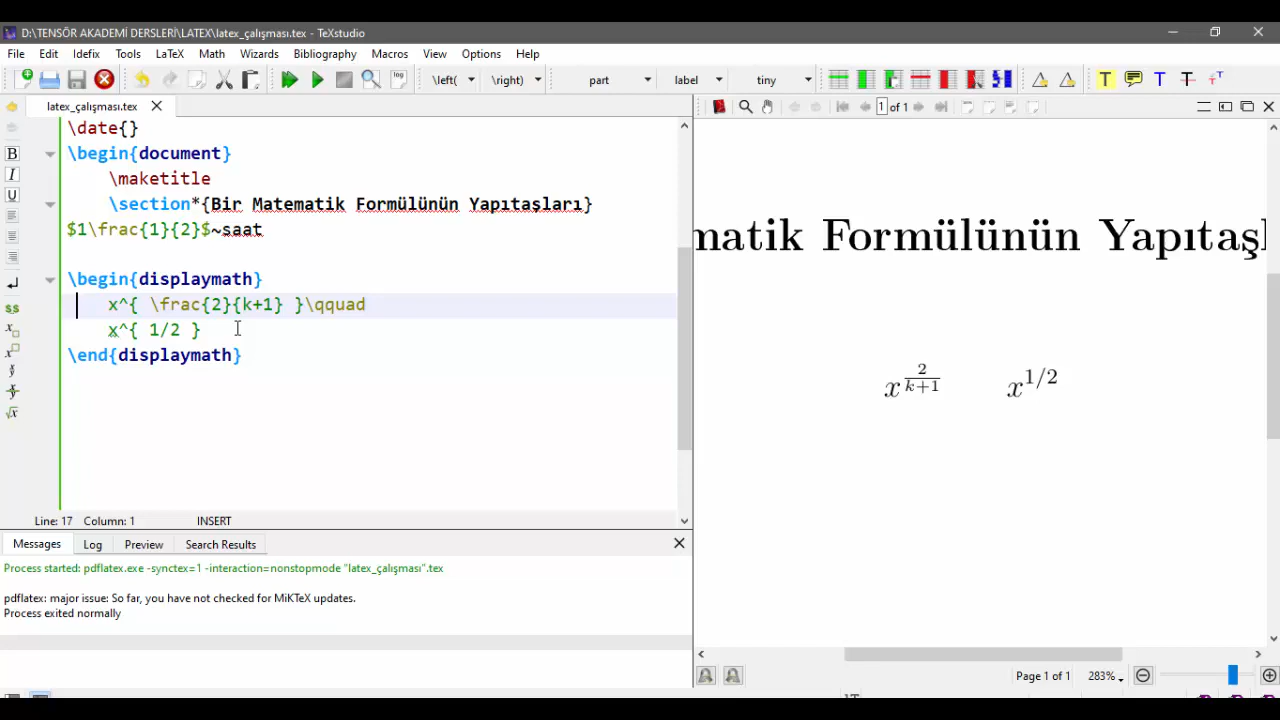 D:\TENSÖR AKADEMİ DERSLERİ\LATEX\latex_çalışması.tex - TeXstudio
File Edit Idefix Tools LaTeX Math Wizards Bibliography Macros View Options Help
\left( \right) part label tiny
latex_çalışması.tex
1 of 1
\date{}
\begin{document}
\maketitle
\section*{Bir Matematik Formülünün Yapıtaşları}
$1\frac{1}{2}$~saat
\begin{displaymath}
x^{ \frac{2}{k+1} }\qquad
x^{ 1/2 }
\end{displaymath}
matik Formülünün Yapıtaşl
x^{\frac{2}{k+1}} x^{1/2}
Line: 17 Column: 1 INSERT
Messages Log Preview Search Results
Process started: pdflatex.exe -synctex=1 -interaction=nonstopmode "latex_çalışması".tex
pdflatex: major issue: So far, you have not checked for MiKTeX updates.
Process exited normally
Page 1 of 1 283%